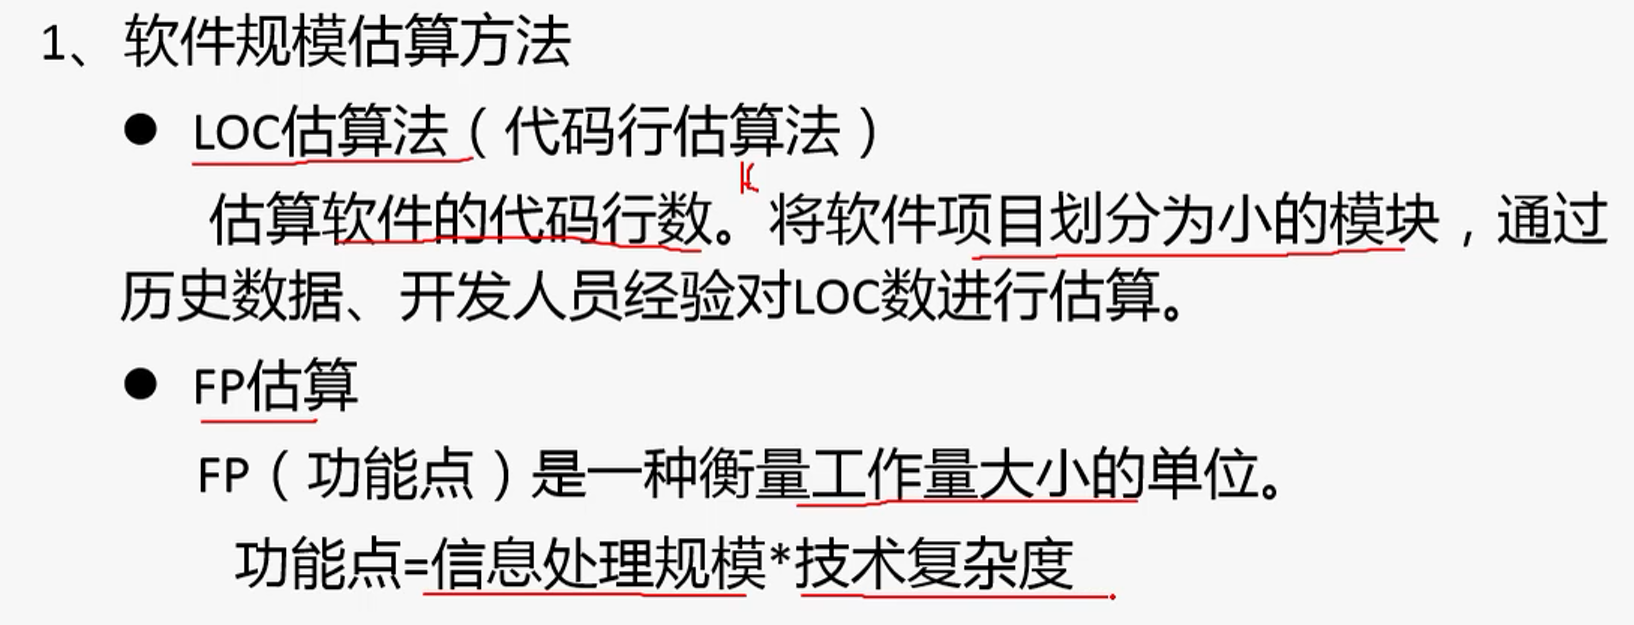 1、软件规模估算方法
● LOC估算法（代码行估算法）
K
估算软件的代码行数。将软件项目划分为小的模块，通过
历史数据、开发人员经验对LOC数进行估算。
● FP估算
FP（功能点）是一种衡量工作量大小的单位。
功能点=信息处理规模*技术复杂度